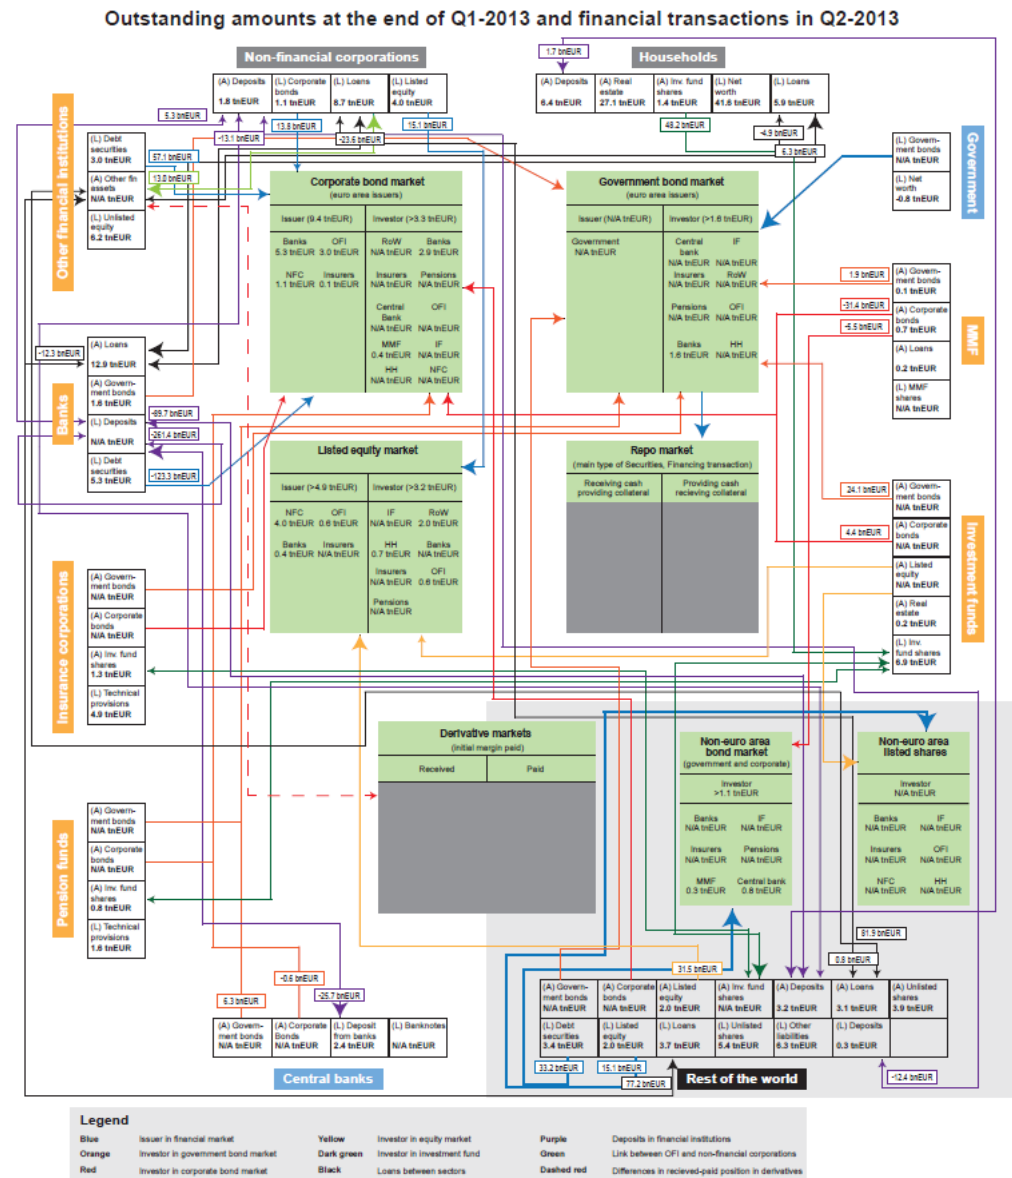 Outstanding amounts at the end of Q1-2013 and financial transactions in Q2-2013
Non-financial corporations
(A) Deposits
1.8 tnEUR
(L) Corporate
bonds
1.1 tnEUR
(L) Loans
8.7 tnEUR
(L) Listed
equity
4.0 tnEUR
1.7 bnEUR
Households
(A) Deposits
6.4 tnEUR
(A) Real
estate
27.1 tnEUR
(A) Inv. fund
shares
1.4 tnEUR
(L) Net
worth
41.6 tnEUR
(L) Loans
5.9 tnEUR
5.3 bnEUR
-13.1 bnEUR
13.8 bnEUR
-23.6 bnEUR
15.1 bnEUR
48.2 bnEUR
-4.9 bnEUR
6.3 bnEUR
Other financial institutions
(L) Debt
securities
3.0 tnEUR
(A) Other fin
assets
N/A tnEUR
(L) Unlisted
equity
6.2 tnEUR
57.1 bnEUR
13.0 bnEUR
Government
(L) Govern-
ment bonds
N/A tnEUR
(L) Net
worth
-0.8 tnEUR
Corporate bond market
(euro area issuers)
Issuer (9.4 tnEUR)
Investor (>3.3 tnEUR)
Banks
5.3 tnEUR
OFI
3.0 tnEUR
RoW
N/A tnEUR
Banks
2.9 tnEUR
NFC
1.1 tnEUR
Insurers
0.1 tnEUR
Insurers
N/A tnEUR
Pensions
N/A tnEUR
Central
Bank
N/A tnEUR
OFI
N/A tnEUR
MMF
0.4 tnEUR
IF
N/A tnEUR
HH
N/A tnEUR
NFC
N/A tnEUR
Government bond market
(euro area issuers)
Issuer (N/A tnEUR)
Investor (>1.6 tnEUR)
Government
N/A tnEUR
Central
bank
N/A tnEUR
IF
N/A tnEUR
Insurers
N/A tnEUR
RoW
N/A tnEUR
Pensions
N/A tnEUR
OFI
N/A tnEUR
Banks
1.6 tnEUR
HH
N/A tnEUR
MMF
(A) Govern-
ment bonds
0.1 tnEUR
(A) Corporate
bonds
0.7 tnEUR
(A) Loans
0.2 tnEUR
(L) MMF
shares
N/A tnEUR
1.9 bnEUR
-31.4 bnEUR
-5.5 bnEUR
Banks
-12.3 bnEUR
(A) Loans
12.9 tnEUR
(A) Govern-
ment bonds
1.6 tnEUR
(L) Deposits
N/A tnEUR
(L) Debt
securities
5.3 tnEUR
-89.7 bnEUR
-261.4 bnEUR
-123.3 bnEUR
Listed equity market
Issuer (>4.9 tnEUR)
Investor (>3.2 tnEUR)
NFC
4.0 tnEUR
OFI
0.6 tnEUR
IF
N/A tnEUR
RoW
2.0 tnEUR
Banks
0.4 tnEUR
Insurers
N/A tnEUR
HH
0.7 tnEUR
Banks
N/A tnEUR
Insurers
N/A tnEUR
OFI
0.6 tnEUR
Pensions
N/A tnEUR
Repo market
(main type of Securities, Financing transaction)
Receiving cash
providing collateral
Providing cash
recieving collateral
24.1 bnEUR
4.4 bnEUR
Investment funds
(A) Govern-
ment bonds
N/A tnEUR
(A) Corporate
bonds
N/A tnEUR
(A) Listed
equity
N/A tnEUR
(A) Real
estate
0.2 tnEUR
(L) Inv.
fund shares
6.9 tnEUR
Insurance corporations
(A) Govern-
ment bonds
N/A tnEUR
(A) Corporate
bonds
N/A tnEUR
(A) Inv. fund
shares
1.3 tnEUR
(L) Technical
provisions
4.9 tnEUR
Derivative markets
(initial margin paid)
Received
Paid
Non-euro area
bond market
(government and corporate)
Investor
>1.1 tnEUR
Banks
N/A tnEUR
IF
N/A tnEUR
Insurers
N/A tnEUR
Pensions
N/A tnEUR
MMF
0.3 tnEUR
Central bank
0.8 tnEUR
Non-euro area
listed shares
Investor
N/A tnEUR
Banks
N/A tnEUR
IF
N/A tnEUR
Insurers
N/A tnEUR
OFI
N/A tnEUR
NFC
N/A tnEUR
HH
N/A tnEUR
Pension funds
(A) Govern-
ment bonds
N/A tnEUR
(A) Corporate
bonds
N/A tnEUR
(A) Inv. fund
shares
0.8 tnEUR
(L) Technical
provisions
1.6 tnEUR
81.9 bnEUR
0.8 bnEUR
31.5 bnEUR
-0.6 bnEUR
6.3 bnEUR
-25.7 bnEUR
(A) Govern-
ment bonds
N/A tnEUR
(A) Corporate
Bonds
N/A tnEUR
(L) Deposit
from banks
2.4 tnEUR
(L) Banknotes
N/A tnEUR
Central banks
(A) Govern-
ment bonds
N/A tnEUR
(A) Corporate
bonds
N/A tnEUR
(A) Listed
equity
2.0 tnEUR
(A) Inv. fund
shares
N/A tnEUR
(A) Deposits
3.2 tnEUR
(A) Loans
3.1 tnEUR
(A) Unlisted
shares
3.9 tnEUR
(L) Debt
securities
3.4 tnEUR
(L) Listed
equity
2.0 tnEUR
(L) Loans
3.7 tnEUR
(L) Unlisted
shares
5.4 tnEUR
(L) Other
liabilities
6.3 tnEUR
(L) Deposits
0.3 tnEUR
33.2 bnEUR
15.1 bnEUR
77.2 bnEUR
Rest of the world
-12.4 bnEUR
Legend
Blue Issuer in financial market
Yellow Investor in equity market
Purple Deposits in financial institutions
Orange Investor in government bond market
Dark green Investor in investment fund
Green Link between OFI and non-financial corporations
Red Investor in corporate bond market
Black Loans between sectors
Dashed red Differences in recieved-paid position in derivatives